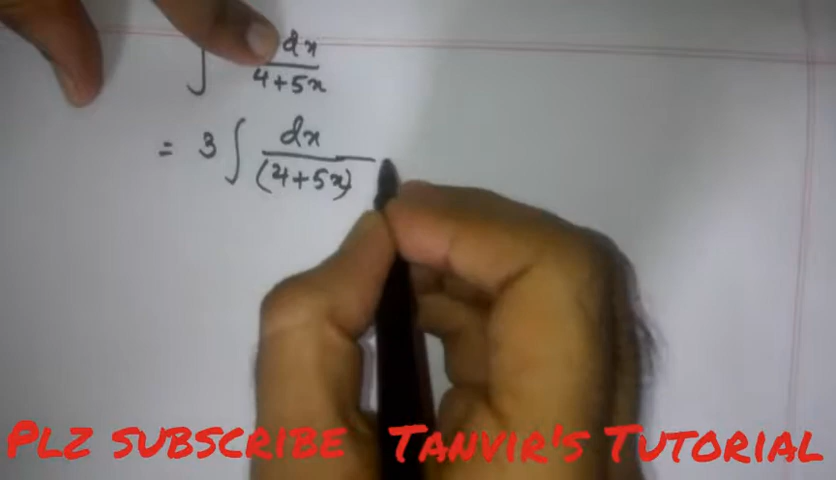 ∫ dx / 4+5x
= 3 ∫ dx / (4+5x)
PLZ SUBSCRIBE TANVIR'S TUTORIAL